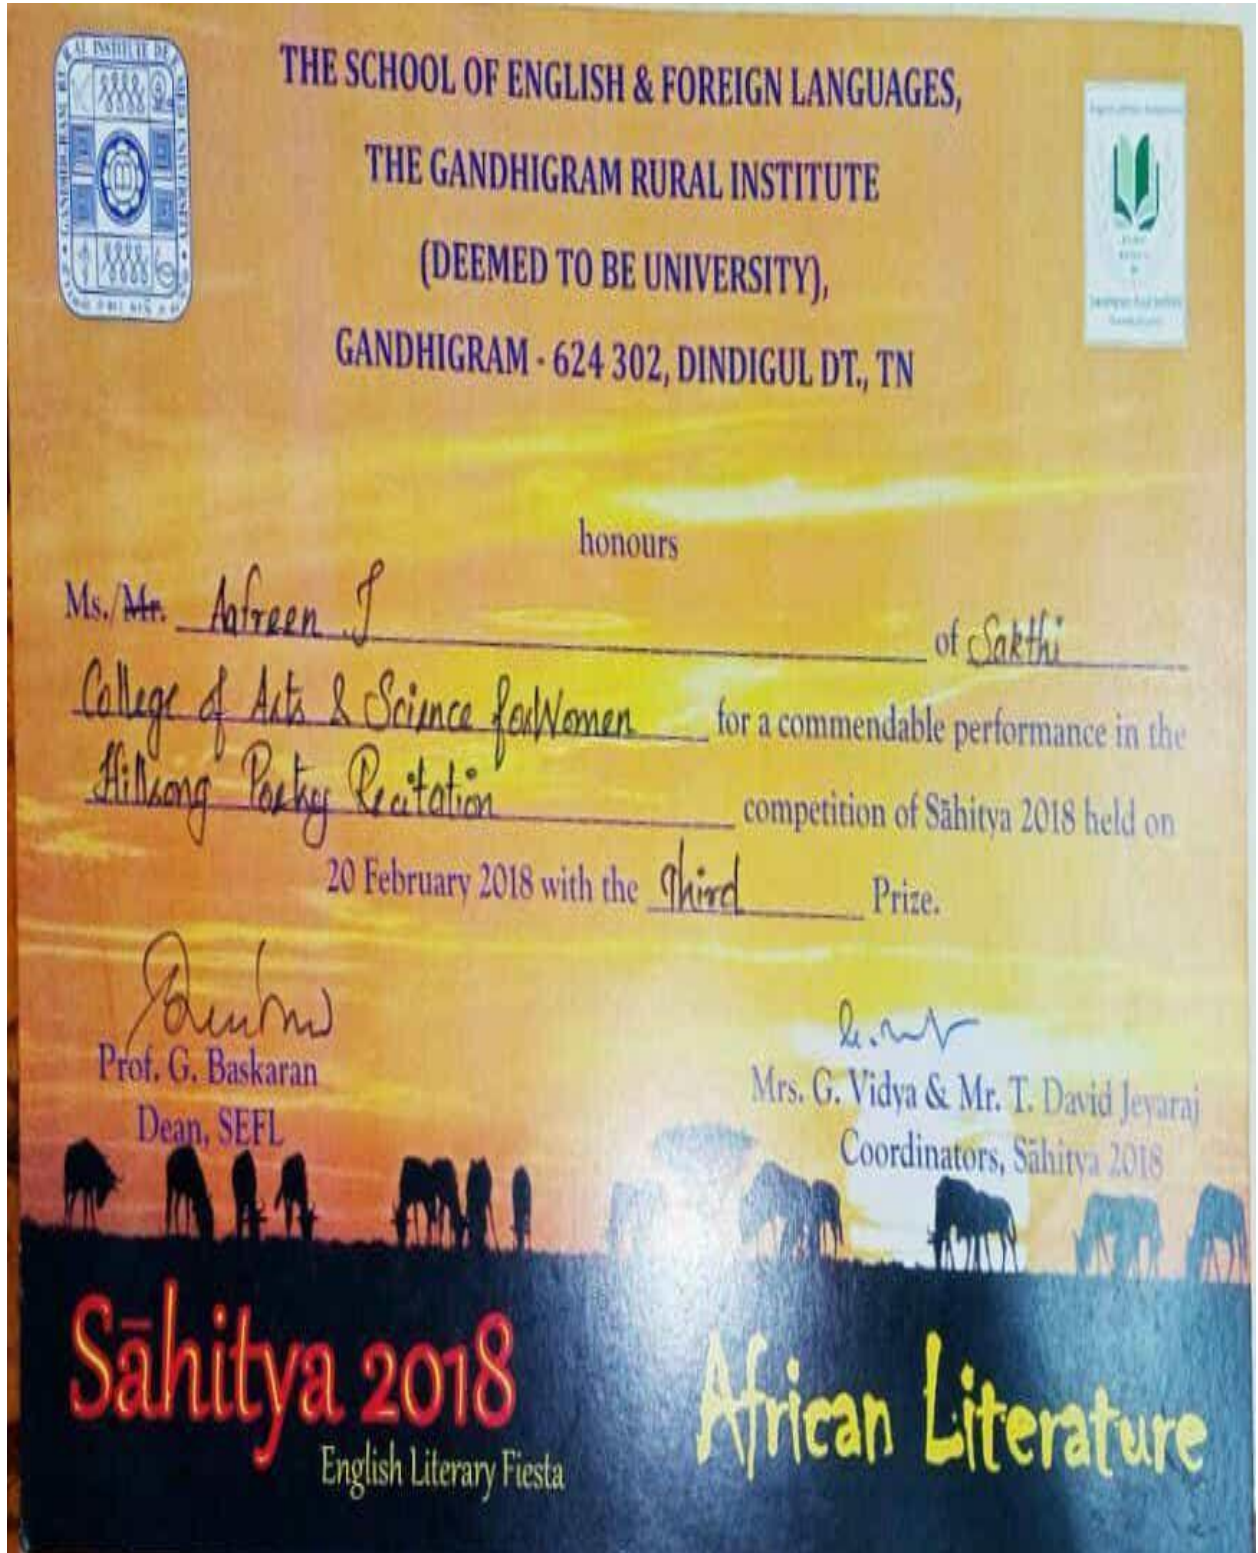 THE SCHOOL OF ENGLISH & FOREIGN LANGUAGES,
THE GANDHIGRAM RURAL INSTITUTE
(DEEMED TO BE UNIVERSITY),
GANDHIGRAM - 624 302, DINDIGUL DT., TN
honours
Ms./Mr. Aafreen J of Sakthi
College of Arts & Science for Women for a commendable performance in the
Hillsong Poetry Recitation competition of Sāhitya 2018 held on
20 February 2018 with the Third Prize.
Prof. G. Baskaran
Dean, SEFL
Mrs. G. Vidya & Mr. T. David Jeyaraj
Coordinators, Sāhitya 2018
Sāhitya 2018
English Literary Fiesta
African Literature